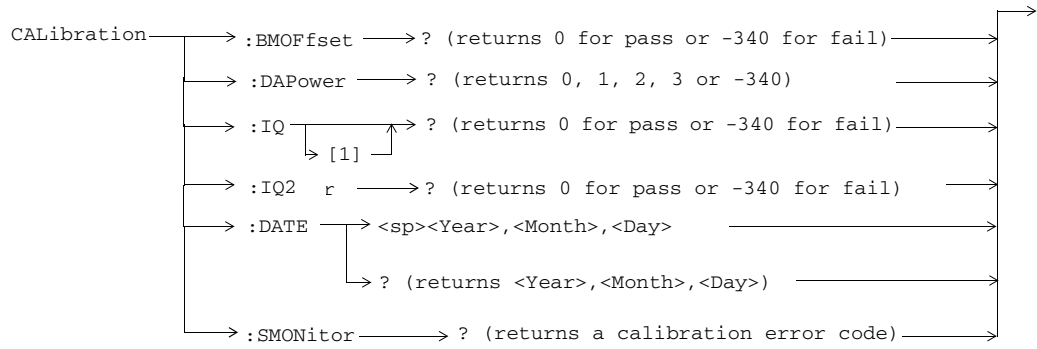 CALibration :BMOFfset ? (returns 0 for pass or -340 for fail)
:DAPower ? (returns 0, 1, 2, 3 or -340)
:IQ ? (returns 0 for pass or -340 for fail)
[1]
:IQ2 r ? (returns 0 for pass or -340 for fail)
:DATE <sp><Year>,<Month>,<Day>
? (returns <Year>,<Month>,<Day>)
:SMONitor ? (returns a calibration error code)